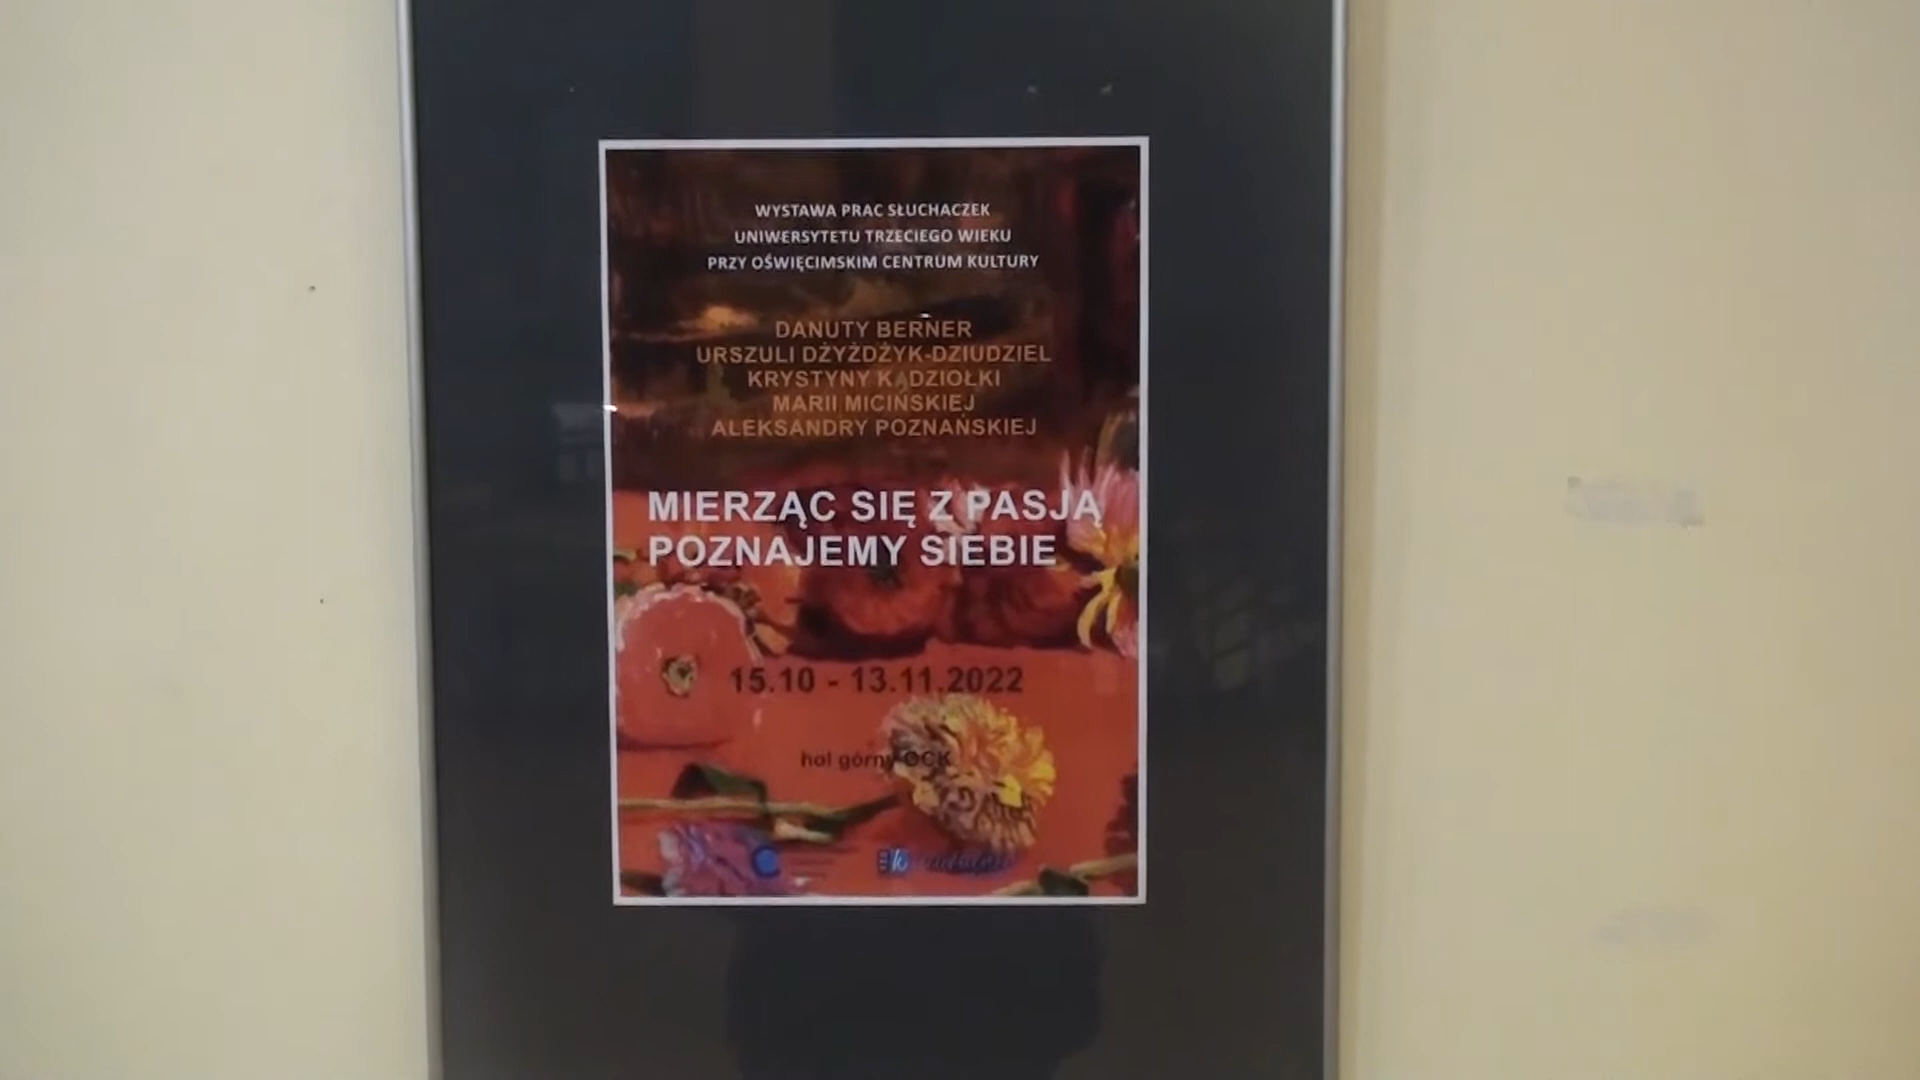 WYSTAWA PRAC SŁUCHACZEK
UNIWERSYTETU TRZECIEGO WIEKU
PRZY OŚWIĘCIMSKIM CENTRUM KULTURY
DANUTY BERNER
URSZULI DŻYŻDŻYK-DZIUDZIEL
KRYSTYNY KĄDZIOŁKI
MARII MICIŃSKIEJ
ALEKSANDRY POZNAŃSKIEJ
MIERZĄC SIĘ Z PASJĄ
POZNAJEMY SIEBIE
15.10 - 13.11.2022
hol górny OCK